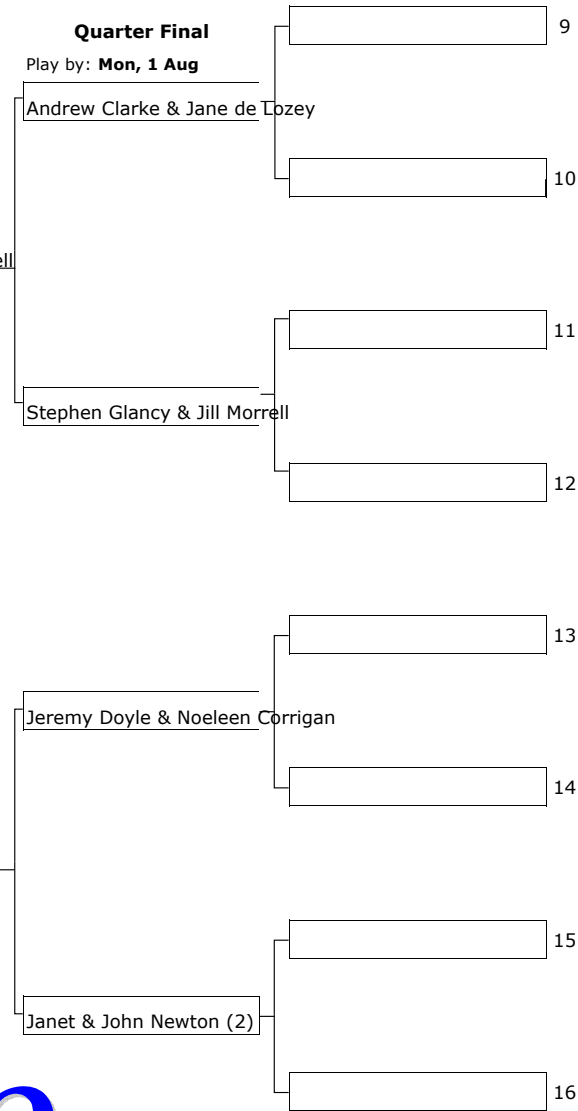 Quarter Final
9
Play by: Mon, 1 Aug
Andrew Clarke & Jane de Lozey
10
ell
11
Stephen Glancy & Jill Morrell
12
13
Jeremy Doyle & Noeleen Corrigan
14
15
Janet & John Newton (2)
16